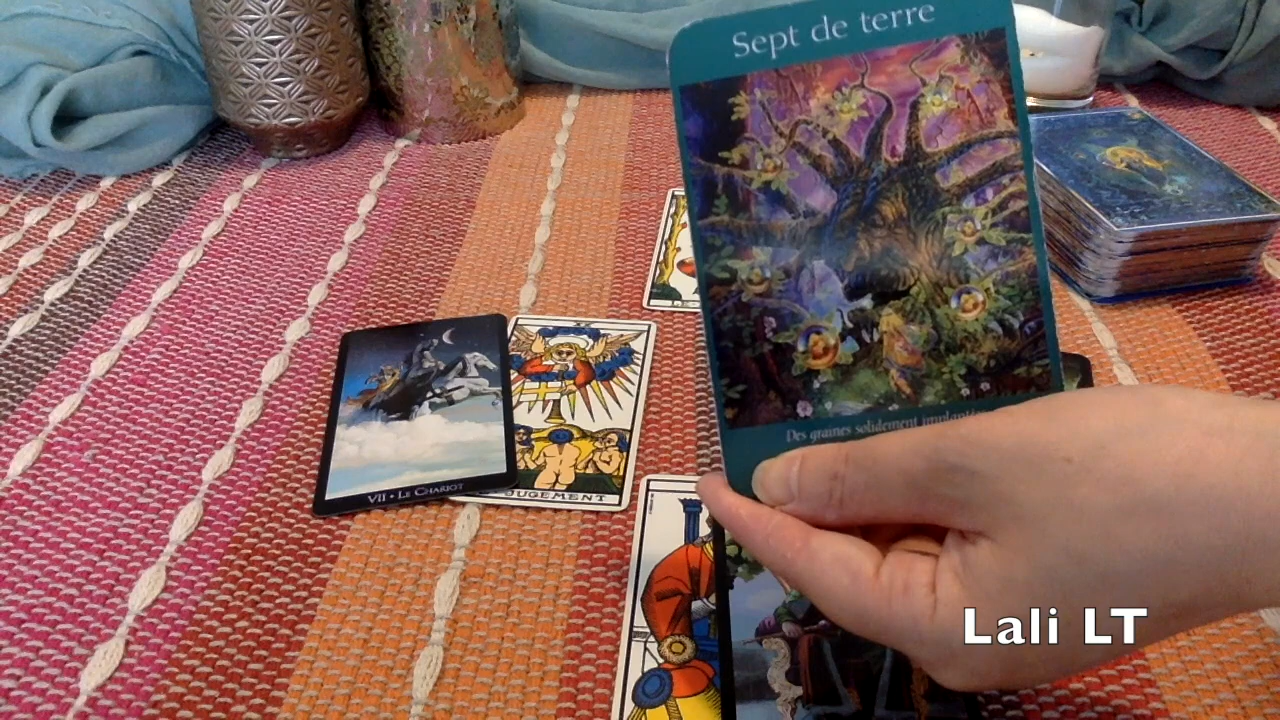 Sept de terre
Des graines solidement implantées
VII • LE CHARIOT
JUGEMENT
Lali LT